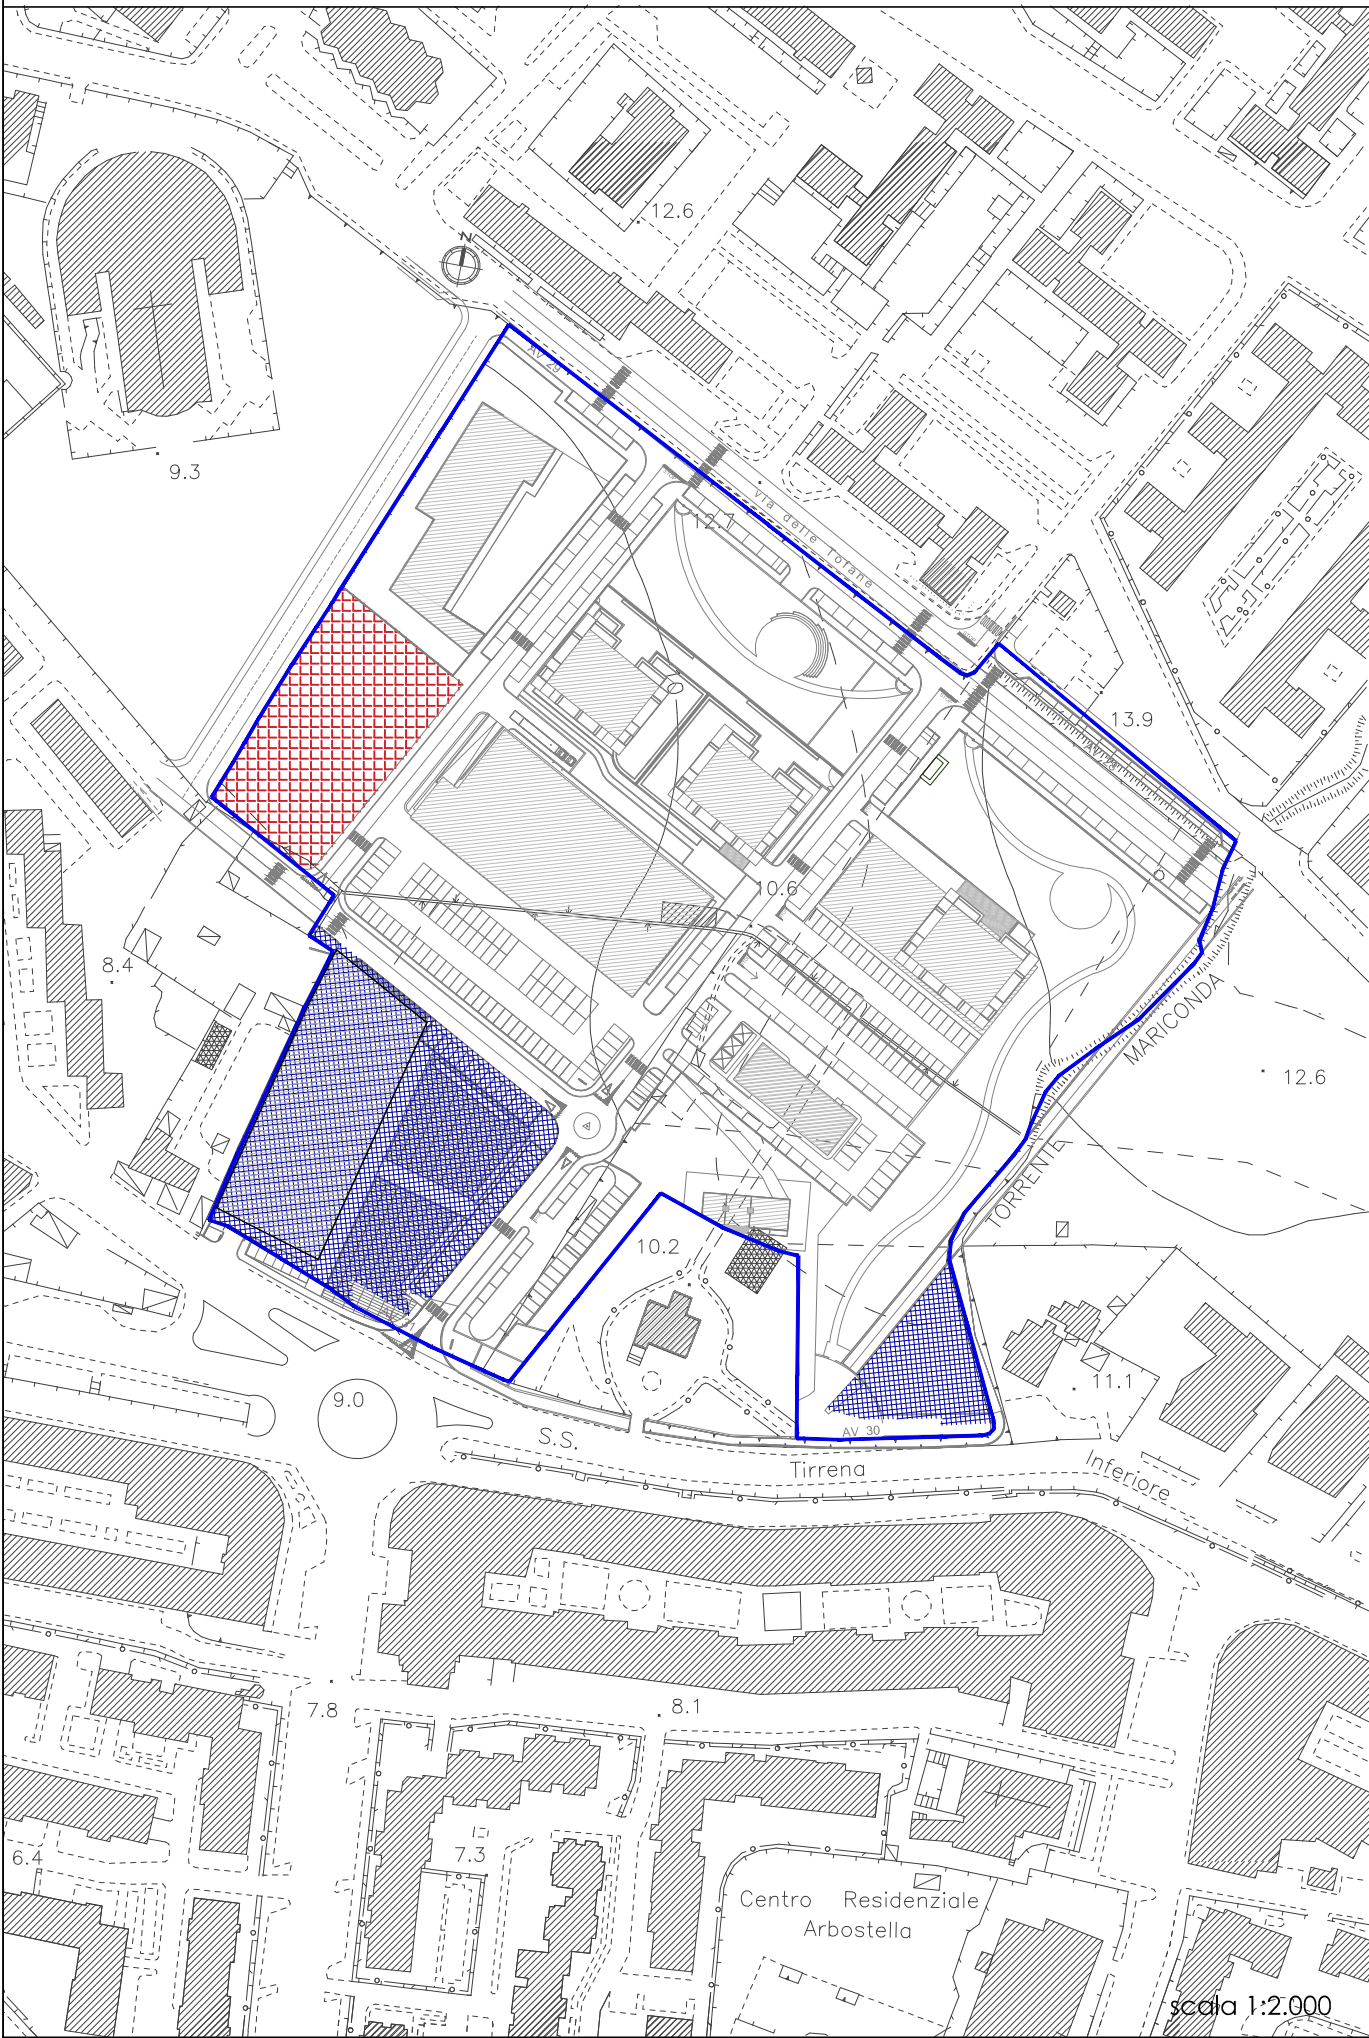 12.6
N
AV 29
9.3
12.7
Via delle Tofane
13.9
10.6
8.4
TORRENTE MARICONDA
12.6
10.2
11.1
9.0
AV 30
S.S. Tirrena Inferiore
7.8
8.1
7.3
6.4
Centro Residenziale
Arbostella
scala 1:2.000